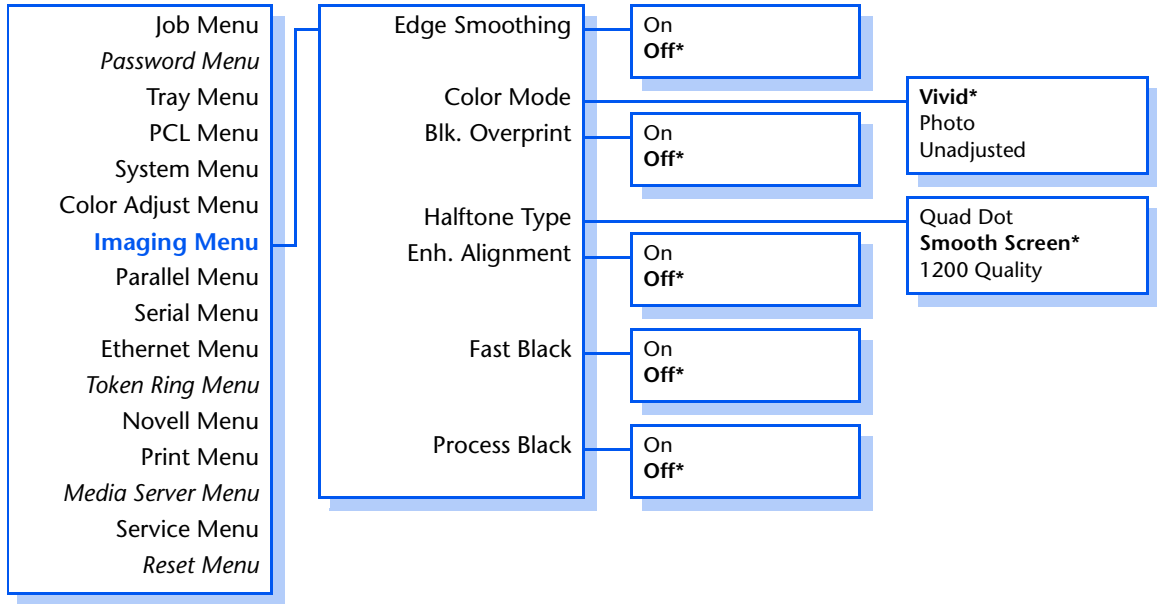 Job Menu
Password Menu
Tray Menu
PCL Menu
System Menu
Color Adjust Menu
Imaging Menu
Parallel Menu
Serial Menu
Ethernet Menu
Token Ring Menu
Novell Menu
Print Menu
Media Server Menu
Service Menu
Reset Menu
Edge Smoothing
Color Mode
Blk. Overprint
Halftone Type
Enh. Alignment
Fast Black
Process Black
On
Off*
Vivid*
Photo
Unadjusted
On
Off*
Quad Dot
Smooth Screen*
1200 Quality
On
Off*
On
Off*
On
Off*